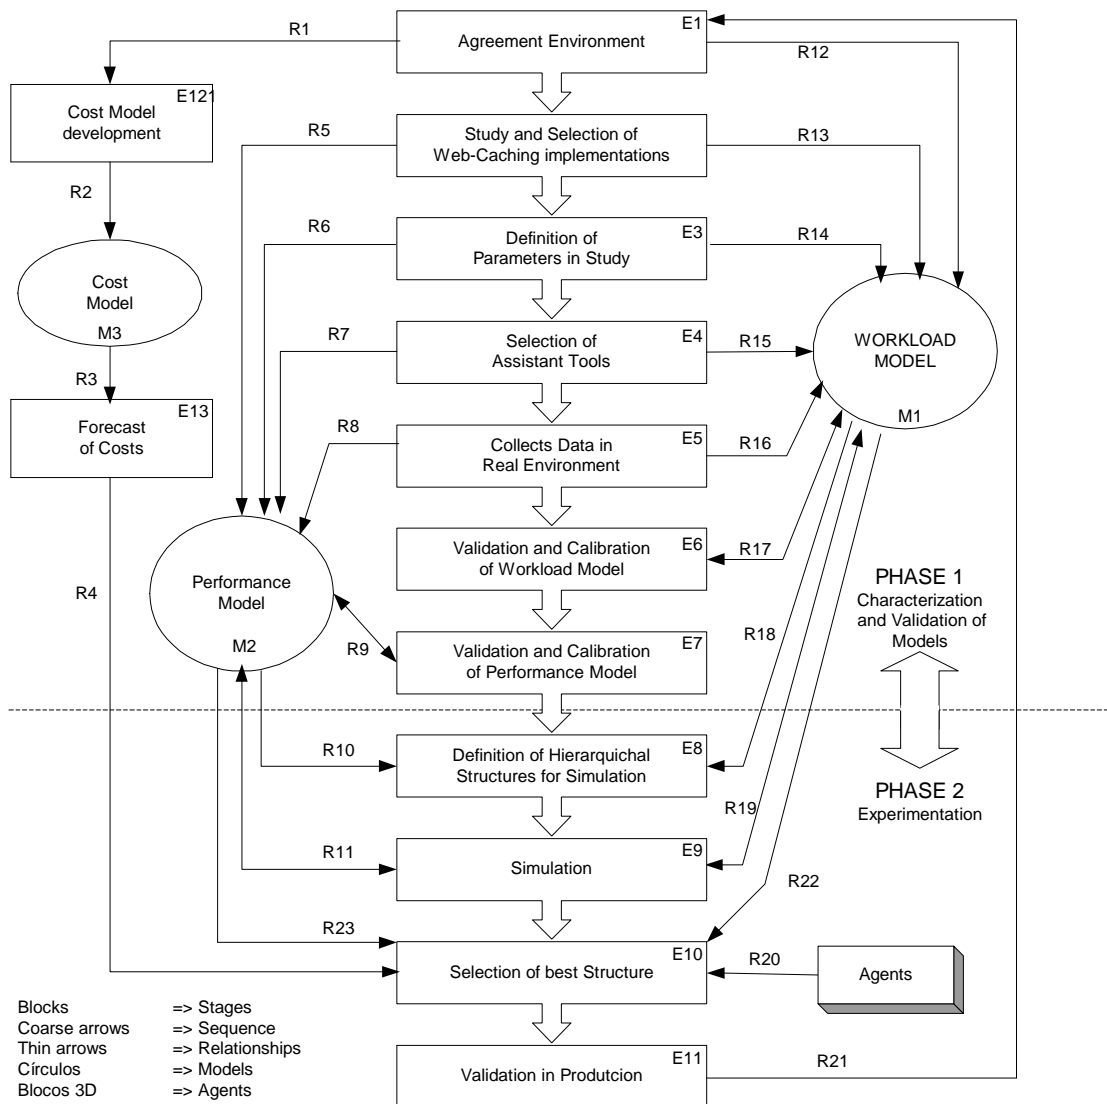 E1
R1
Agreement Environment
R12
E121
Cost Model
development
R5
Study and Selection of
Web-Caching implementations
R13
R2
R6
E3
Definition of
Parameters in Study
R14
Cost
Model
M3
R7
E4
Selection of
Assistant Tools
R15
WORKLOAD
MODEL
M1
R3
E13
Forecast
of Costs
R8
E5
Collects Data in
Real Environment
R16
E6
Validation and Calibration
of Workload Model
R17
Performance
Model
M2
R4
R9
E7
Validation and Calibration
of Performance Model
R18
PHASE 1
Characterization
and Validation of
Models
R10
E8
Definition of Hierarquichal
Structures for Simulation
PHASE 2
Experimentation
R19
R11
E9
Simulation
R22
R23
E10
Selection of best Structure
R20
Agents
Blocks => Stages
Coarse arrows => Sequence
Thin arrows => Relationships
Círculos => Models
Blocos 3D => Agents
E11
Validation in Produtcion
R21